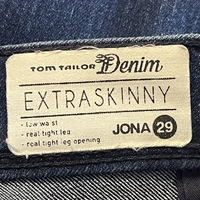 TOM TAILOR Denim
EXTRASKINNY
- low waist
- real tight leg
- real tight leg opening
JONA 29